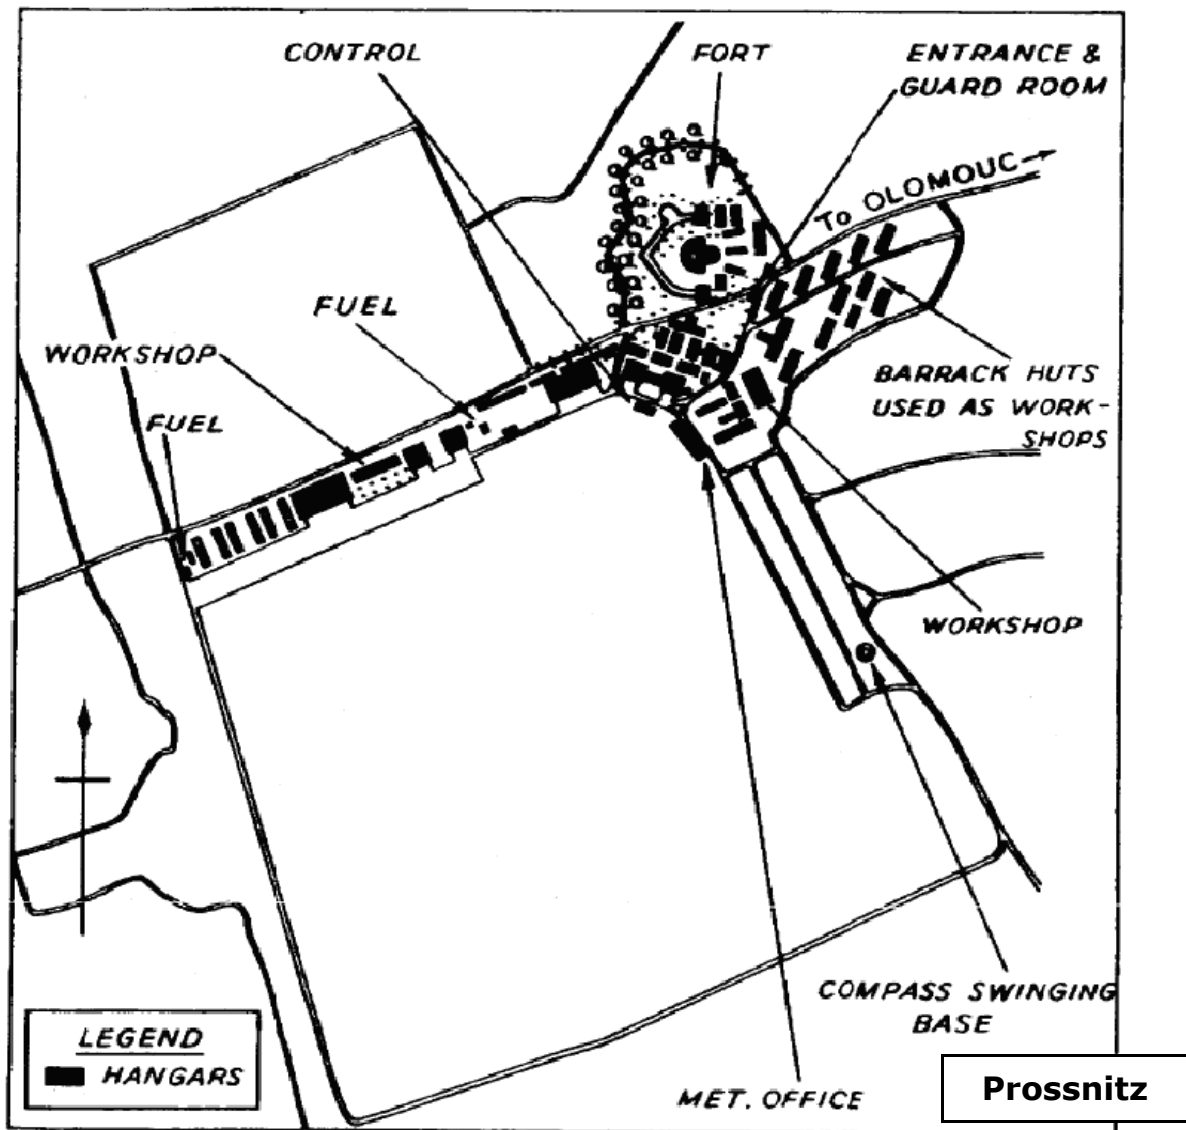 CONTROL
FORT
ENTRANCE &
GUARD ROOM
To OLOMOUC
FUEL
WORKSHOP
FUEL
BARRACK HUTS
USED AS WORK-
SHOPS
WORKSHOP
COMPASS SWINGING
BASE
MET. OFFICE
LEGEND
HANGARS
Prossnitz